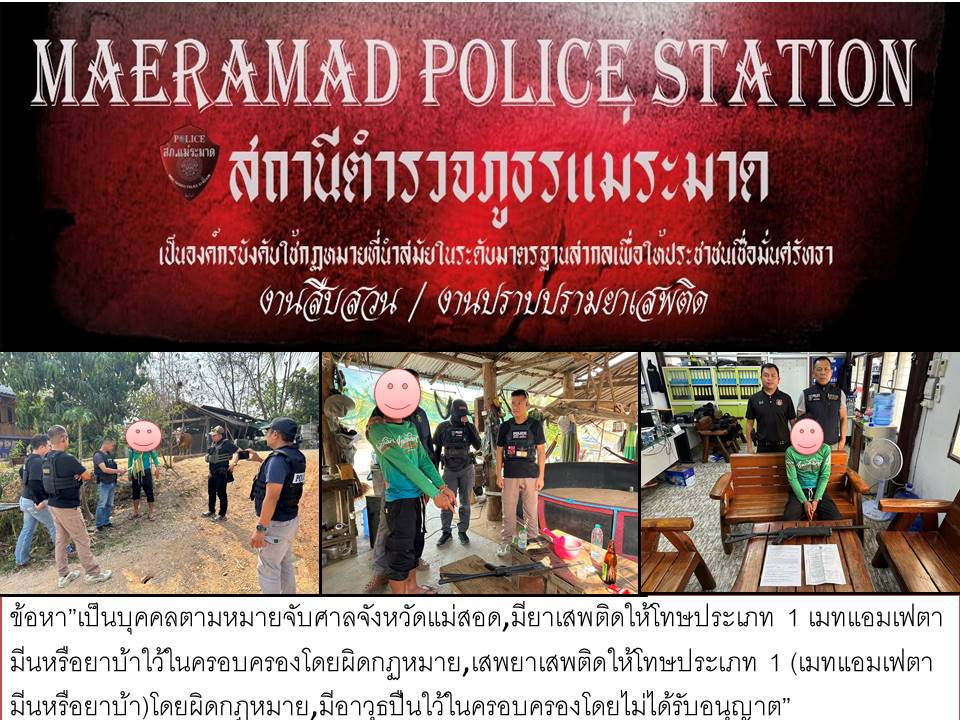 MAERAMAD POLICE STATION
POLICE
สภ.แม่ระมาด
สถานีตำรวจภูธรแม่ระมาด
เป็นองค์กรบังคับใช้กฏหมายที่นำสมัยในระดับมาตรฐานสากลเพื่อให้ประชาชนเชื่อมั่นศรัทธา
งานสืบสวน / งานปราบปรามยาเสพติด
ข้อหา”เป็นบุคคลตามหมายจับศาลจังหวัดแม่สอด,มียาเสพติดให้โทษประเภท 1 เมทแอมเฟตา
มีนหรือยาบ้าใว้ในครอบครองโดยผิดกฏหมาย,เสพยาเสพติดให้โทษประเภท 1 (เมทแอมเฟตา
มีนหรือยาบ้า)โดยผิดกฎหมาย,มีอาวุธปืนใว้ในครอบครองโดยไม่ได้รับอนุญาต”